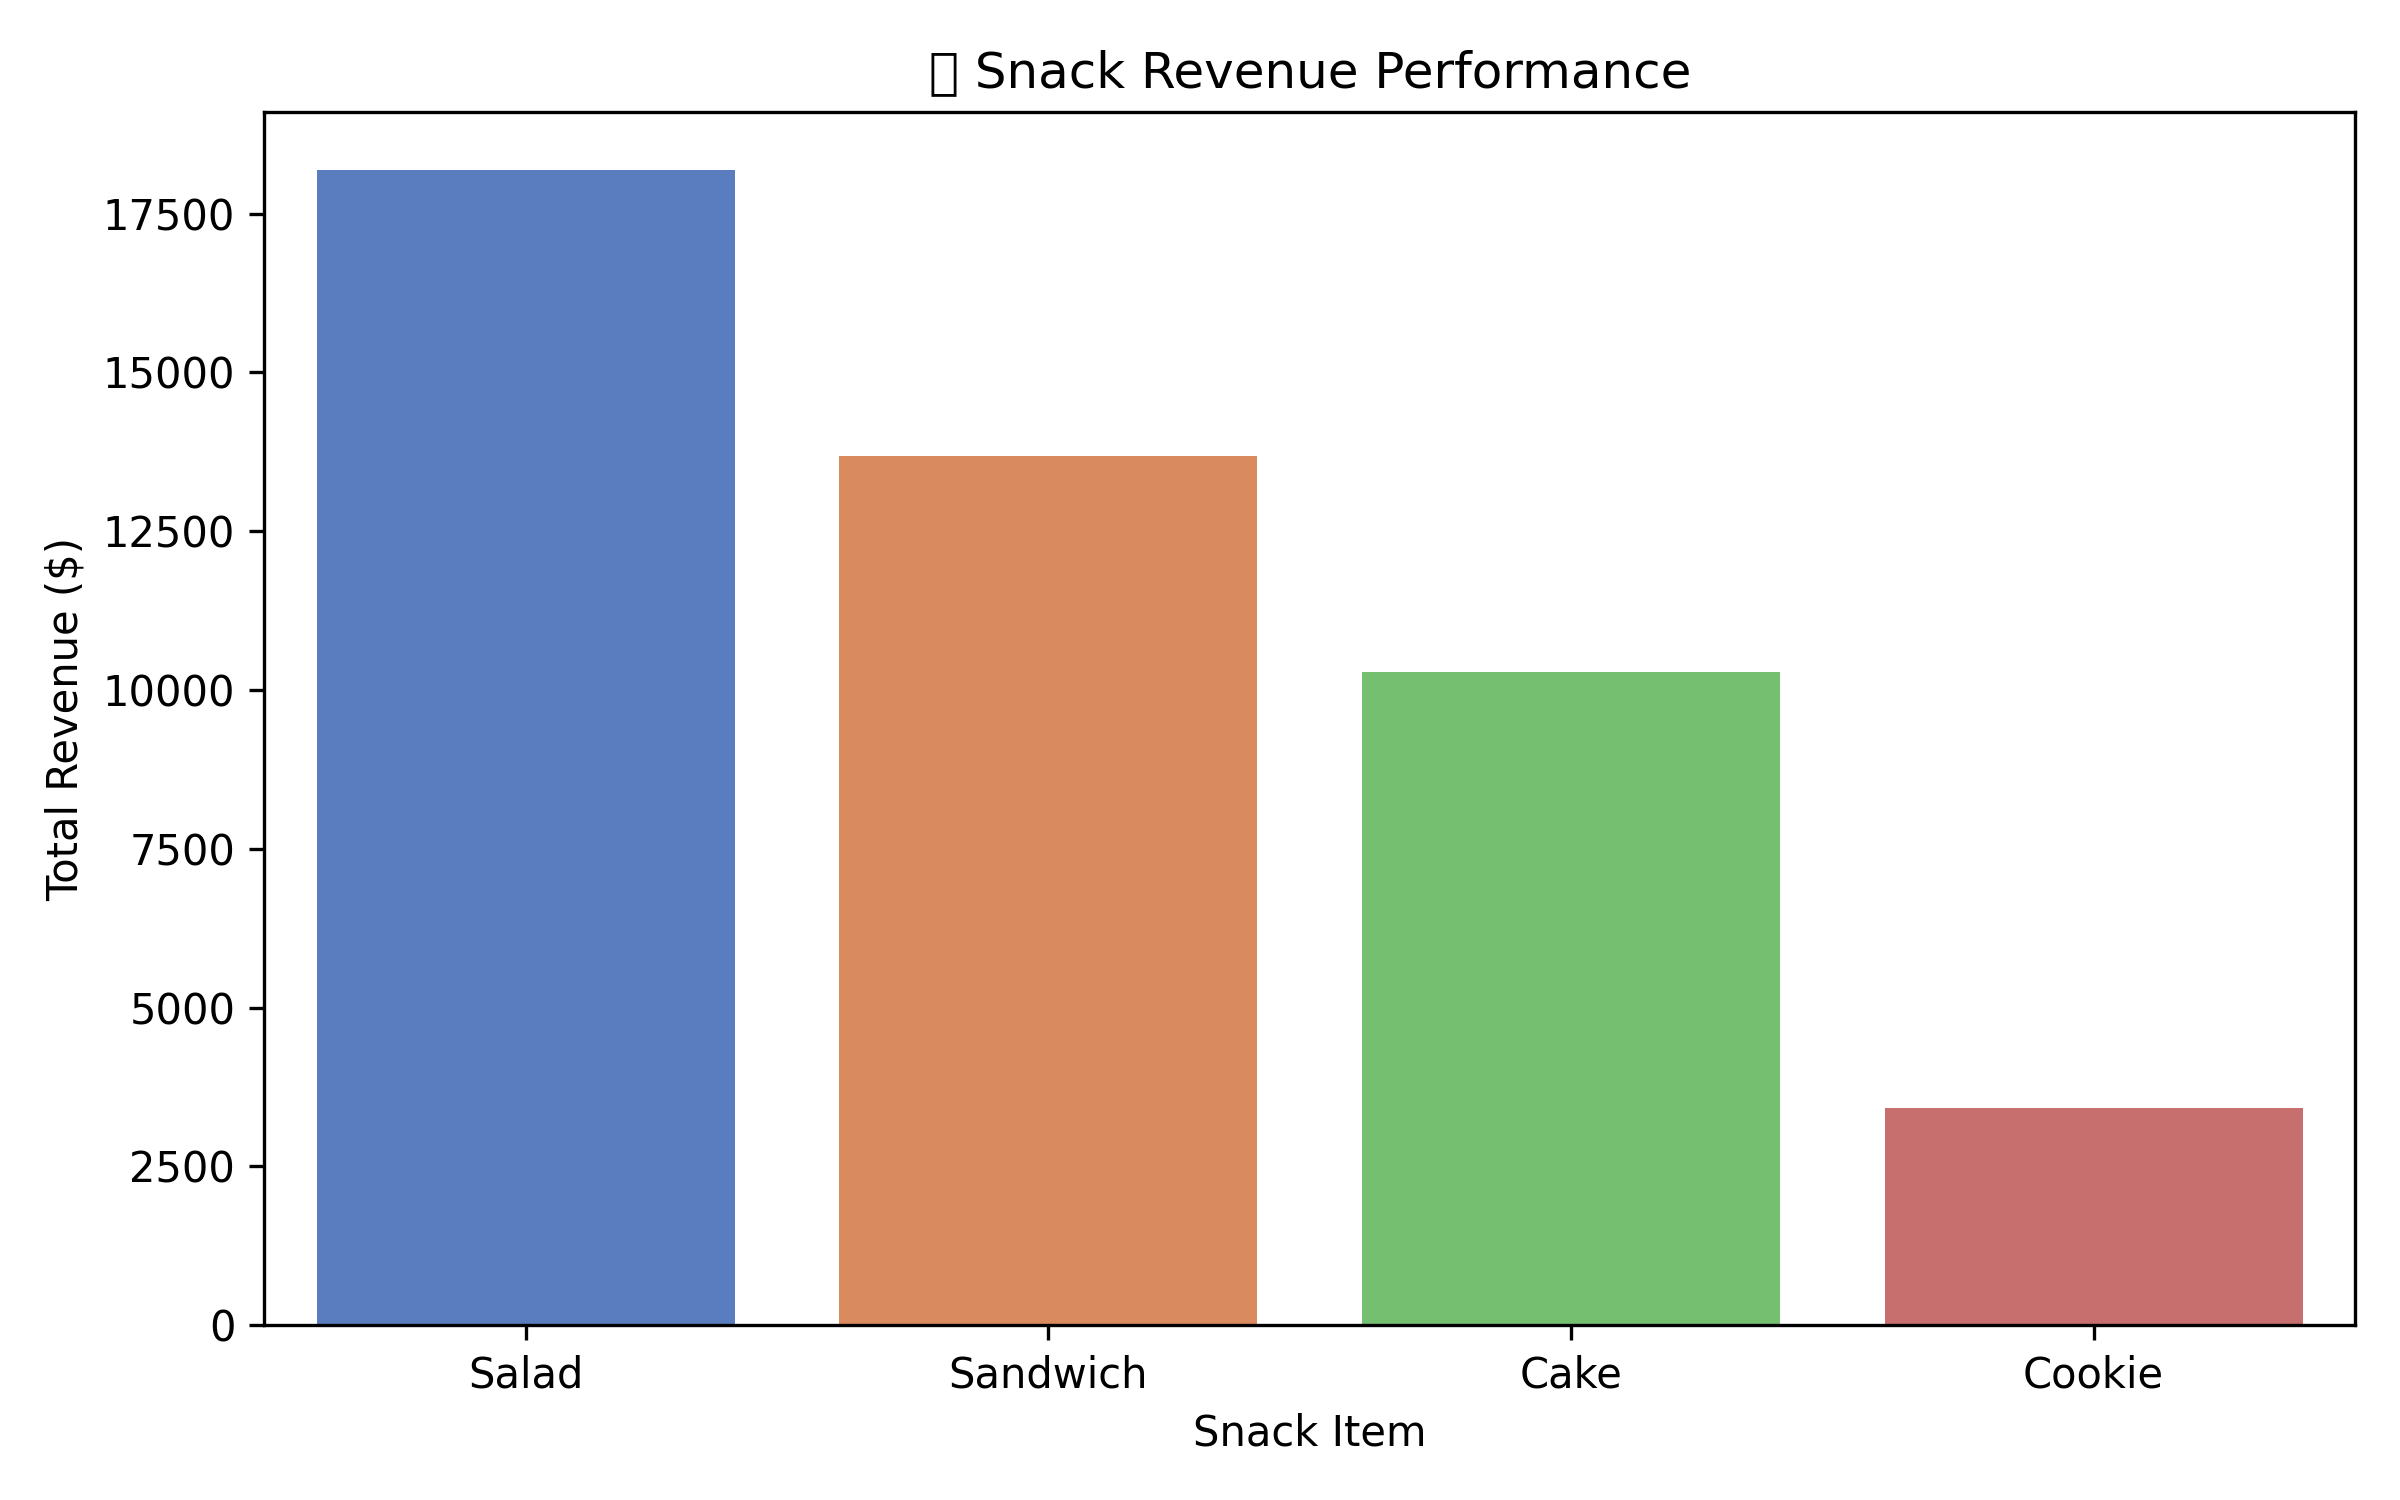 Snack Revenue Performance
Total Revenue ($)
17500
15000
12500
10000
7500
5000
2500
0
Salad
Sandwich
Cake
Cookie
Snack Item